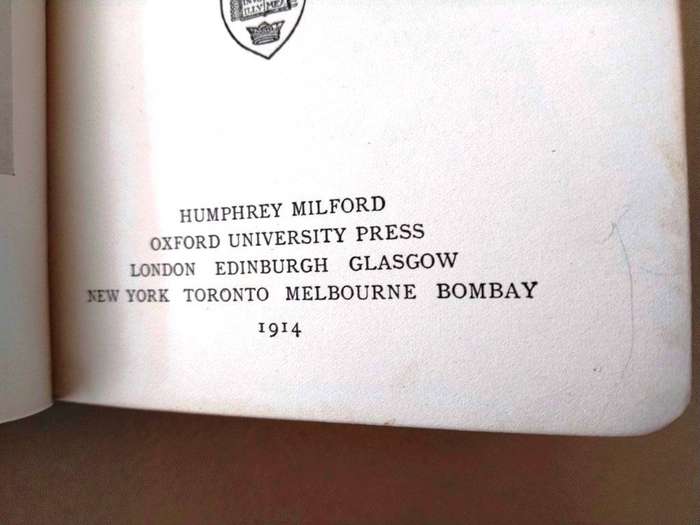 HUMPHREY MILFORD
OXFORD UNIVERSITY PRESS
LONDON EDINBURGH GLASGOW
NEW YORK TORONTO MELBOURNE BOMBAY
1914